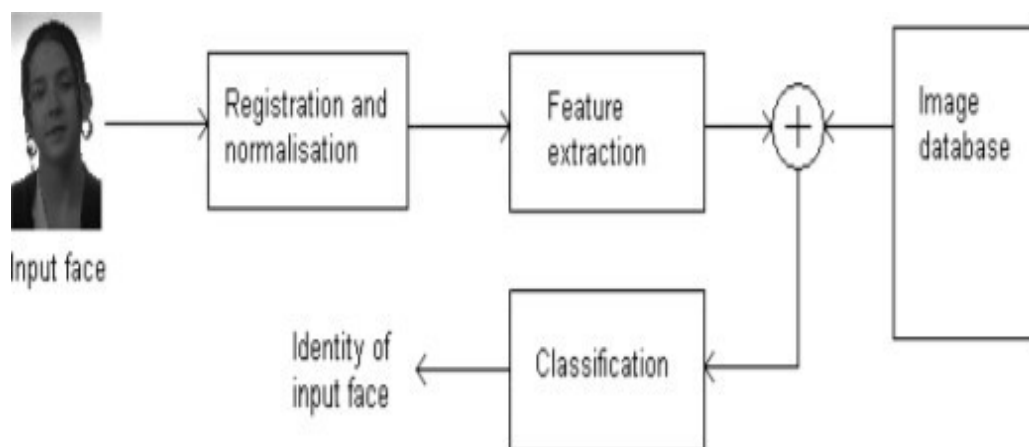 Input face
Registration and
normalisation
Feature
extraction
Image
database
Classification
Identity of
input face